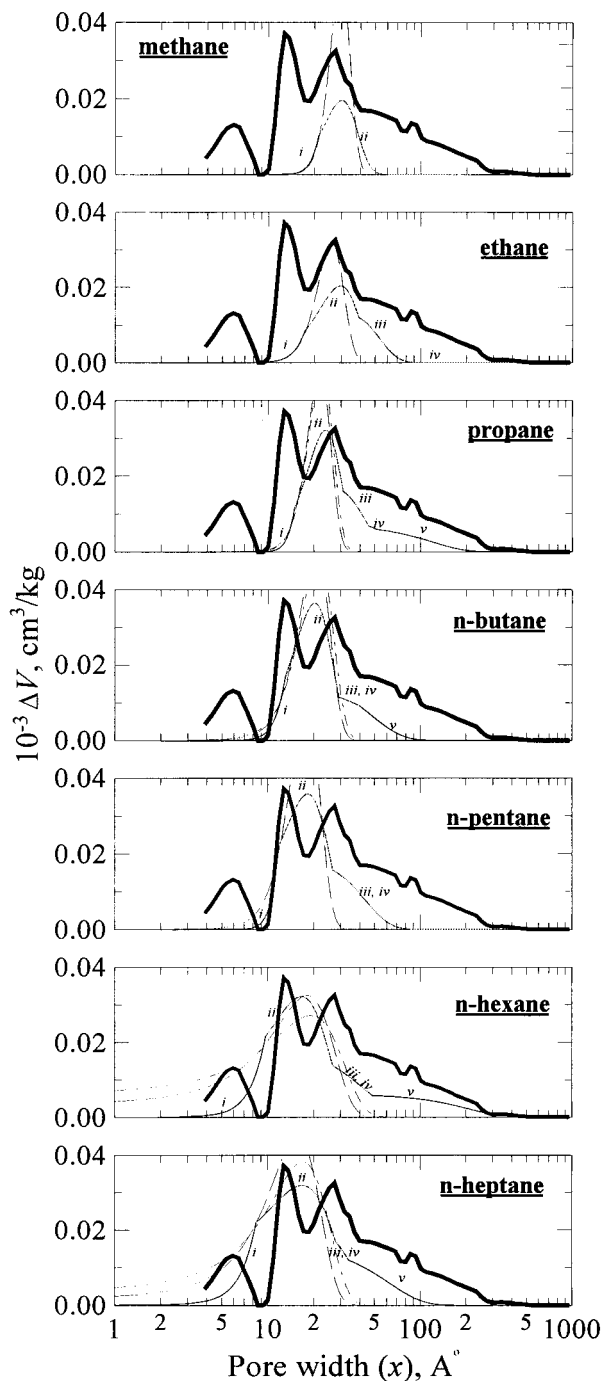 0.04
methane
0.03
0.02
ii
i
0.00
0.04
ethane
0.02
ii
iii
i
iv
0.00
0.04
propane
ii
0.02
iii
iv
v
i
0.00
10⁻³ ΔV, cm³/kg
0.04
n-butane
ii
0.02
iii, iv
i
v
0.00
0.04
ii
n-pentane
0.02
iii, iv
i
0.00
0.04
n-hexane
ii
0.02
iii, iv
i
v
0.00
0.04
n-heptane
ii
0.02
i
iii, iv
v
0.00
1 2 5 10 2 5 100 2 5 1000
Pore width (x), A°